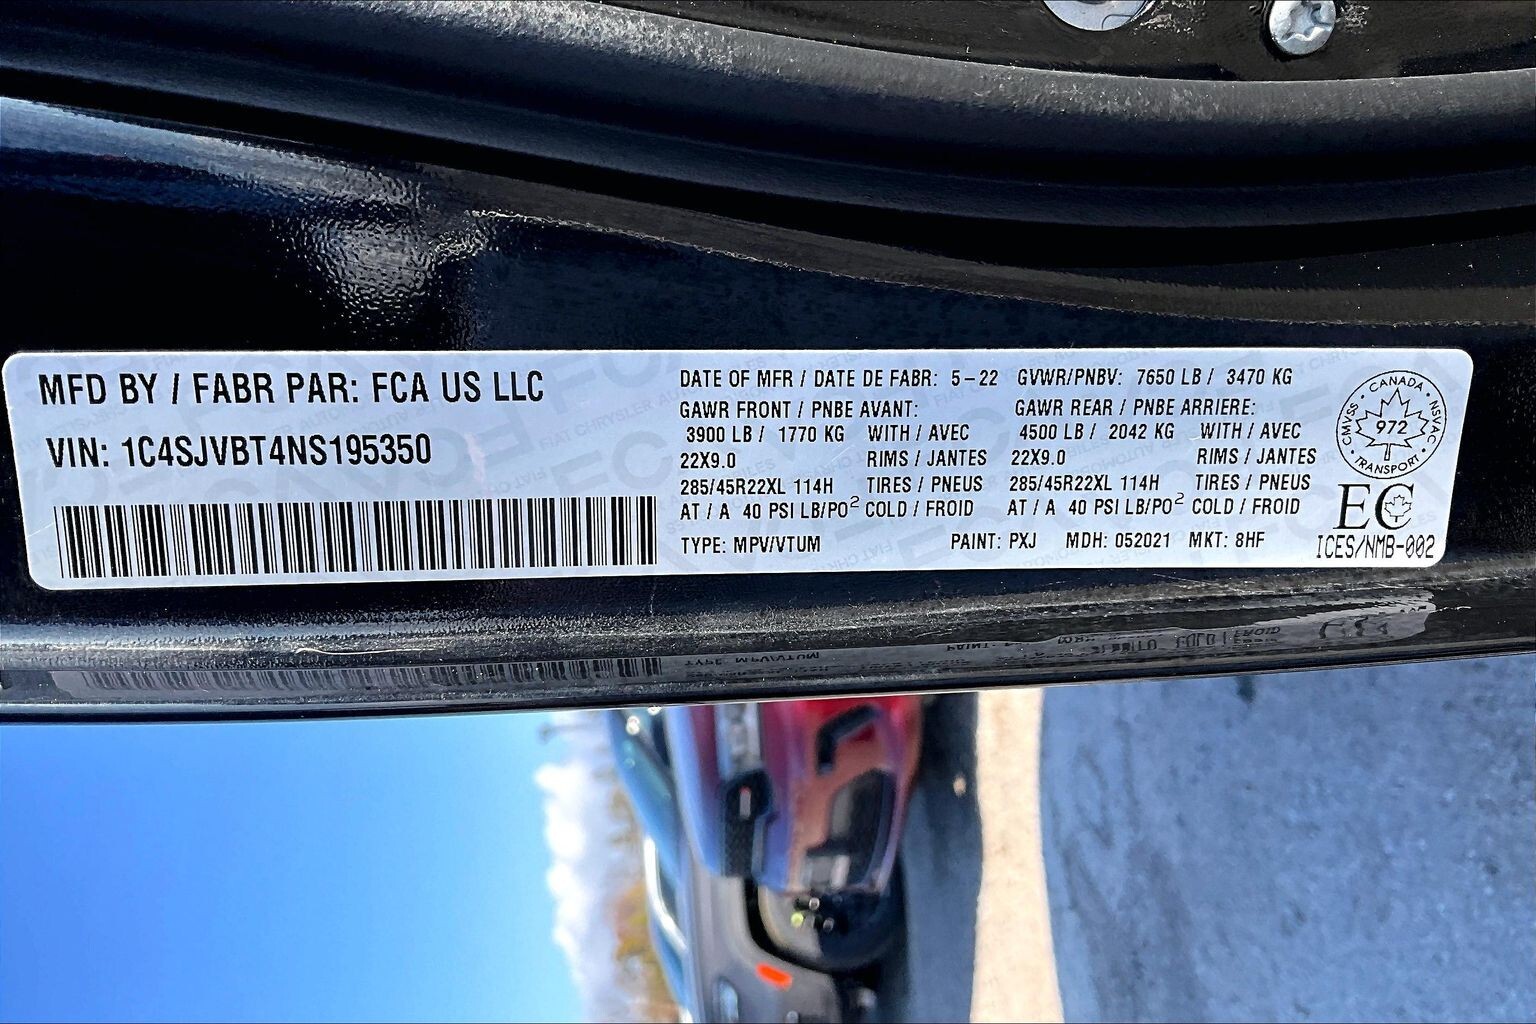 MFD BY / FABR PAR: FCA US LLC
VIN: 1C4SJVBT4NS195350
DATE OF MFR / DATE DE FABR: 5-22 GVWR/PNBV: 7650 LB / 3470 KG
GAWR FRONT / PNBE AVANT: GAWR REAR / PNBE ARRIERE:
3900 LB / 1770 KG WITH / AVEC 4500 LB / 2042 KG WITH / AVEC
22X9.0 RIMS / JANTES 22X9.0 RIMS / JANTES
285/45R22XL 114H TIRES / PNEUS 285/45R22XL 114H TIRES / PNEUS
AT / A 40 PSI LB/PO² COLD / FROID AT / A 40 PSI LB/PO² COLD / FROID
TYPE: MPV/VTUM PAINT: PXJ MDH: 052021 MKT: 8HF
CANADA
CMVSS 972 NSVAC
TRANSPORT
EC
ICES/NMB-002